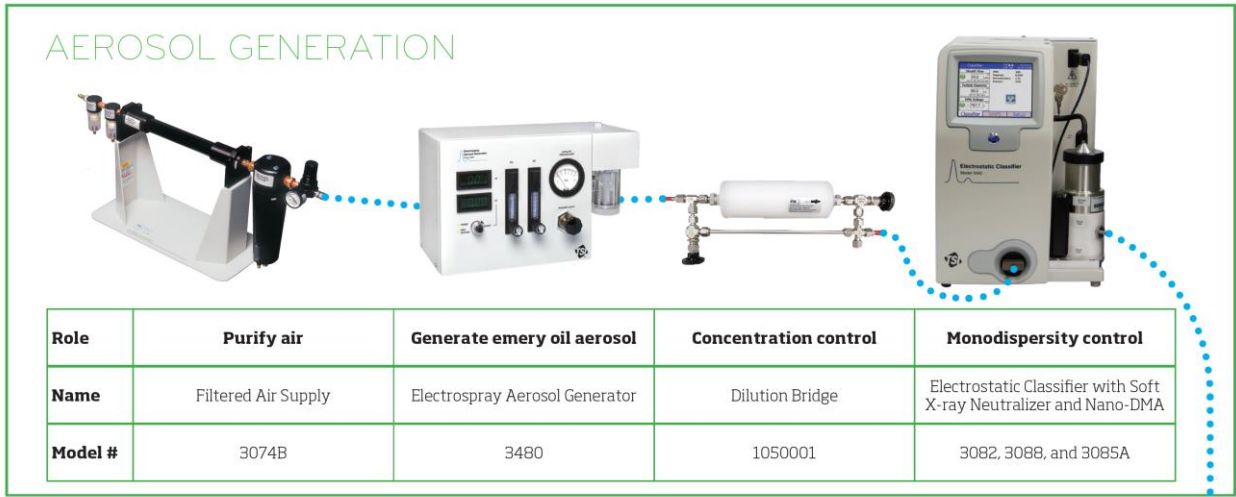 AEROSOL GENERATION
Electrostatic Classifier
TSI
TSI
Role Purify air Generate emery oil aerosol Concentration control Monodispersity control
Name Filtered Air Supply Electrospray Aerosol Generator Dilution Bridge Electrostatic Classifier with Soft
X-ray Neutralizer and Nano-DMA
Model # 3074B 3480 1050001 3082, 3088, and 3085A